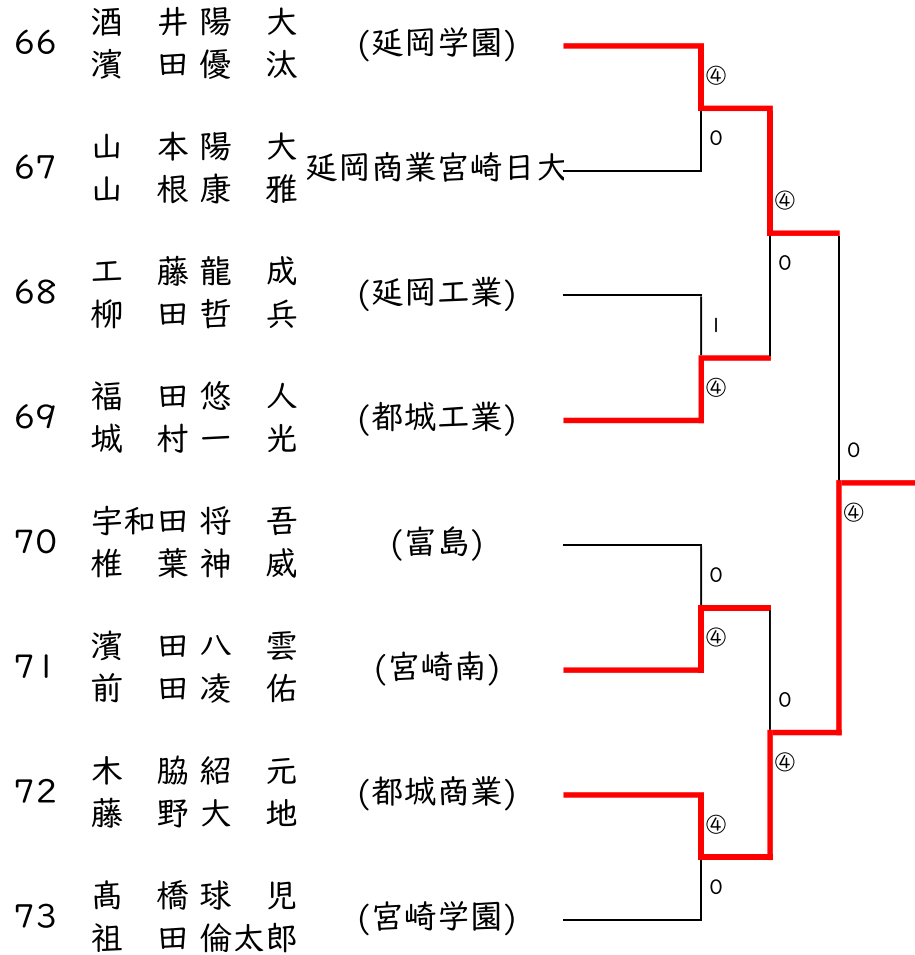 酒井陽大
66 (延岡学園)
濱田優汰
④
0
山本陽大
67 延岡商業宮崎日大
山根康雅
④
0
工藤龍成
68 (延岡工業)
柳田哲兵
1
④
福田悠人
69 (都城工業)
城村一光
0
④
宇和田将吾
70 (富島)
椎葉神威
0
④
濱田八雲
71 (宮崎南)
前田凌佑
0
④
木脇紹元
72 (都城商業)
藤野大地
④
0
髙橋球児
73 (宮崎学園)
祖田倫太郎